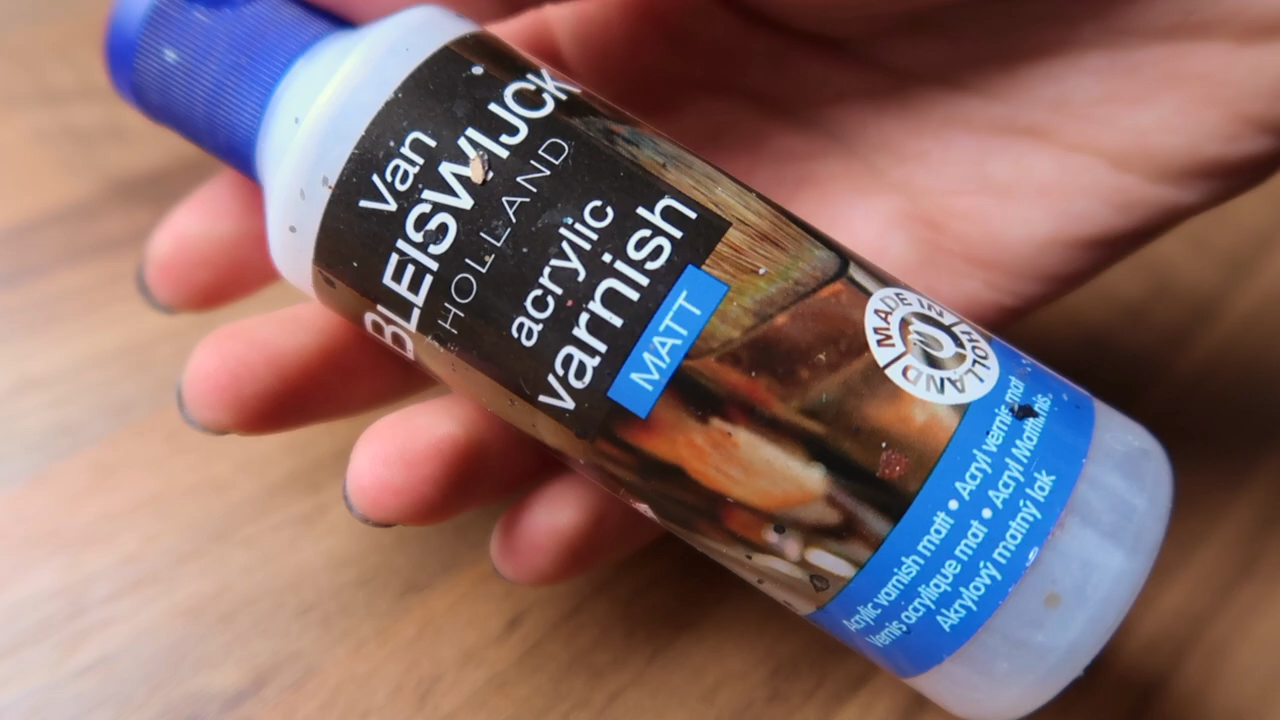 Van
BLEISWIJCK
HOLLAND
acrylic
varnish
MATT
MADE IN HOLLAND
Acrylic varnish matt • Acryl vernis mat
Vernis acrylique mat • Acryl Mattfirnis
Akrylový matný lak